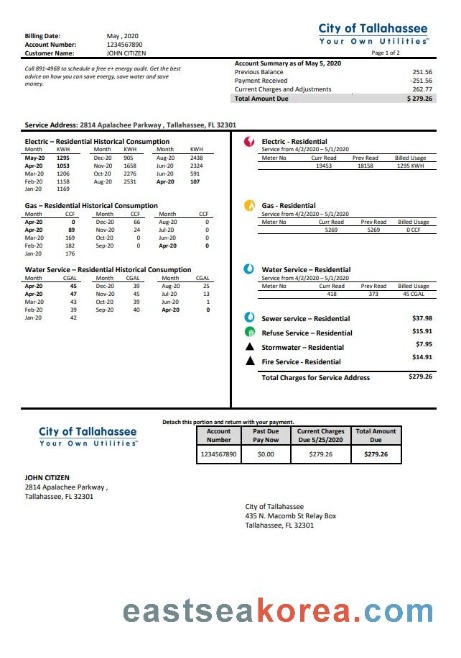 City of Tallahassee
Your Own Utilities™
Page 1 of 2
Billing Date: May , 2020
Account Number: 1234567890
Customer Name: JOHN CITIZEN
Call 891-4968 to schedule a free e+ energy audit. Get the best
advice on how you can save energy, save water and save
money.
Account Summary as of May 5, 2020
Previous Balance 251.56
Payment Received -251.56
Current Charges and Adjustments 262.77
Total Amount Due $ 279.26
Service Address: 2814 Apalachee Parkway , Tallahassee, FL 32301
Electric – Residential Historical Consumption
Month KWH Month KWH Month KWH
May-20 1295 Dec-20 905 Aug-20 2438
Apr-20 1053 Nov-20 1658 Jun-20 2324
Mar-20 1206 Oct-20 2276 Jun-20 591
Feb-20 1158 Aug-20 2531 Apr-20 107
Jan-20 1169
Gas – Residential Historical Consumption
Month CCF Month CCF Month CCF
Apr-20 0 Dec-20 66 Aug-20 0
Apr-20 89 Nov-20 24 Jul-20 0
Mar-20 169 Oct-20 0 Jun-20 0
Feb-20 182 Sep-20 0 Apr-20 0
Jan-20 176
Water Service – Residential Historical Consumption
Month CGAL Month CGAL Month CGAL
Apr-20 45 Dec-20 39 Aug-20 25
Apr-20 47 Nov-20 45 Jul-20 13
Mar-20 43 Oct-20 39 Jun-20 1
Feb-20 39 Sep-20 40 Apr-20 0
Jan-20 42
Electric - Residential
Service from 4/2/2020 – 5/1/2020
Meter No Curr Read Prev Read Billed Usage
19453 18158 1295 KWH
Gas - Residential
Service from 4/2/2020 – 5/1/2020
Meter No Curr Read Prev Read Billed Usage
5269 5269 0 CCF
Water Service – Residential
Service from 4/2/2020 – 5/1/2020
Meter No Curr Read Prev Read Billed Usage
418 373 45 CGAL
Sewer service – Residential $37.98
Refuse Service – Residential $15.91
Stormwater – Residential $7.95
Fire Service - Residential $14.91
Total Charges for Service Address $279.26
Detach this portion and return with your payment.
City of Tallahassee
Your Own Utilities™
Account Number Past Due Pay Now Current Charges Due 5/25/2020 Total Amount Due
1234567890 $0.00 $279.26 $279.26
JOHN CITIZEN
2814 Apalachee Parkway ,
Tallahassee, FL 32301
City of Tallahassee
435 N. Macomb St Relay Box
Tallahassee, FL 32301
eastseakorea.com